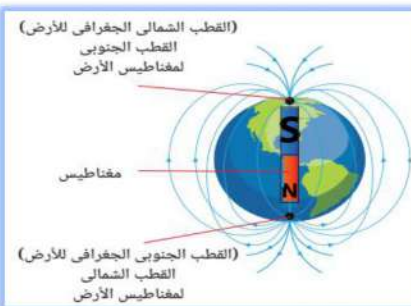 (القطب الشمالى الجغرافى للأرض)
القطب الجنوبى
لمغناطيس الأرض
S
مغناطيس
N
(القطب الجنوبى الجغرافى للأرض)
القطب الشمالى
لمغناطيس الأرض